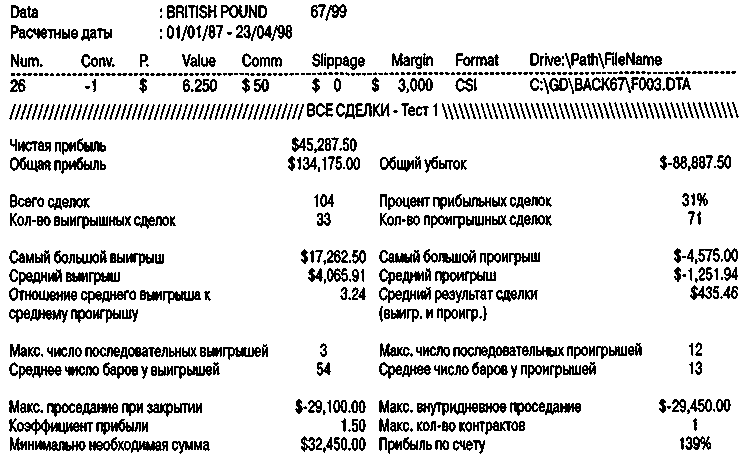 Data : BRITISH POUND 67/99
Расчетные даты : 01/01/87 - 23/04/98
Num. Conv. P. Value Comm Slippage Margin Format Drive:\Path\FileName
26 -1 $ 6.250 $ 50 $ 0 $ 3,000 CSI C:\GD\BACK67\F003.DTA
//////////////////////////////////////////////// ВСЕ СДЕЛКИ - Тест 1 \\\\\\\\\\\\\\\\\\\\\\\\\\\\\\\\\\\\\\\\\\\\\\\\
Чистая прибыль $45,287.50
Общая прибыль $134,175.00 Общий убыток $-88,887.50
Всего сделок 104 Процент прибыльных сделок 31%
Кол-во выигрышных сделок 33 Кол-во проигрышных сделок 71
Самый большой выигрыш $17,262.50 Самый большой проигрыш $-4,575.00
Средний выигрыш $4,065.91 Средний проигрыш $-1,251.94
Отношение среднего выигрыша к 3.24 Средний результат сделки $435.46
среднему проигрышу (выигр. и проигр.)
Макс. число последовательных выигрышей 3 Макс. число последовательных проигрышей 12
Среднее число баров у выигрышей 54 Среднее число баров у проигрышей 13
Макс. проседание при закрытии $-29,100.00 Макс. внутридневное проседание $-29,450.00
Коэффициент прибыли 1.50 Макс. кол-во контрактов 1
Минимально необходимая сумма $32,450.00 Прибыль по счету 139%